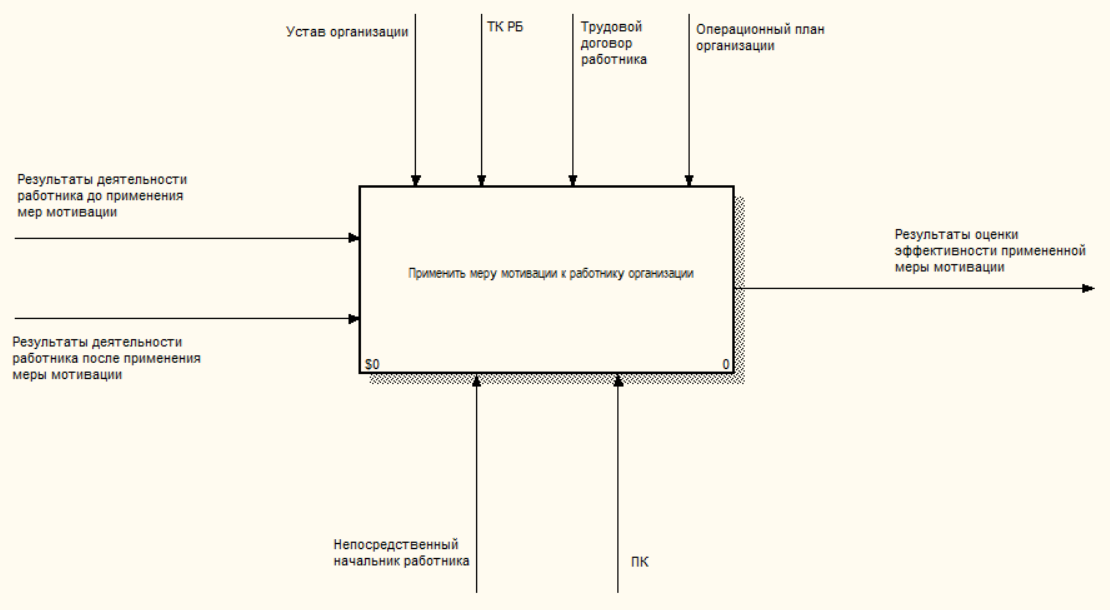 Устав организации
ТК РБ
Трудовой
договор
работника
Операционный план
организации
Результаты деятельности
работника до применения
мер мотивации
Результаты оценки
эффективности примененной
меры мотивации
Применить меру мотивации к работнику организации
Результаты деятельности
работника после применения
меры мотивации
$0
0
Непосредственный
начальник работника
ПК